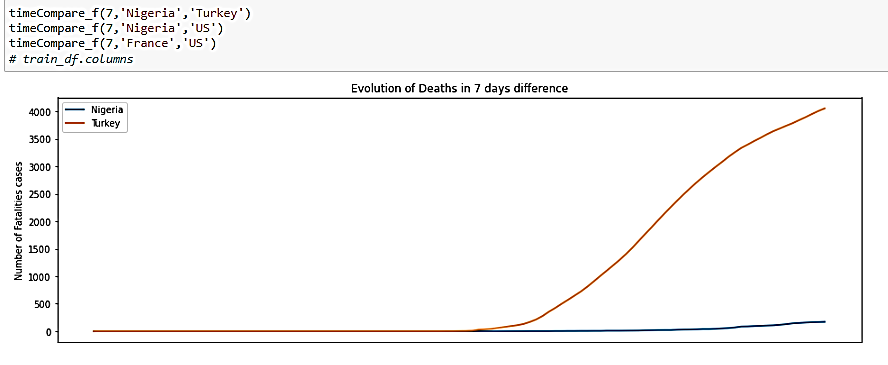 timeCompare_f(7,'Nigeria','Turkey')
timeCompare_f(7,'Nigeria','US')
timeCompare_f(7,'France','US')
# train_df.columns
Evolution of Deaths in 7 days difference
Nigeria
Turkey
Number of Fatalities cases
4000
3500
3000
2500
2000
1500
1000
500
0